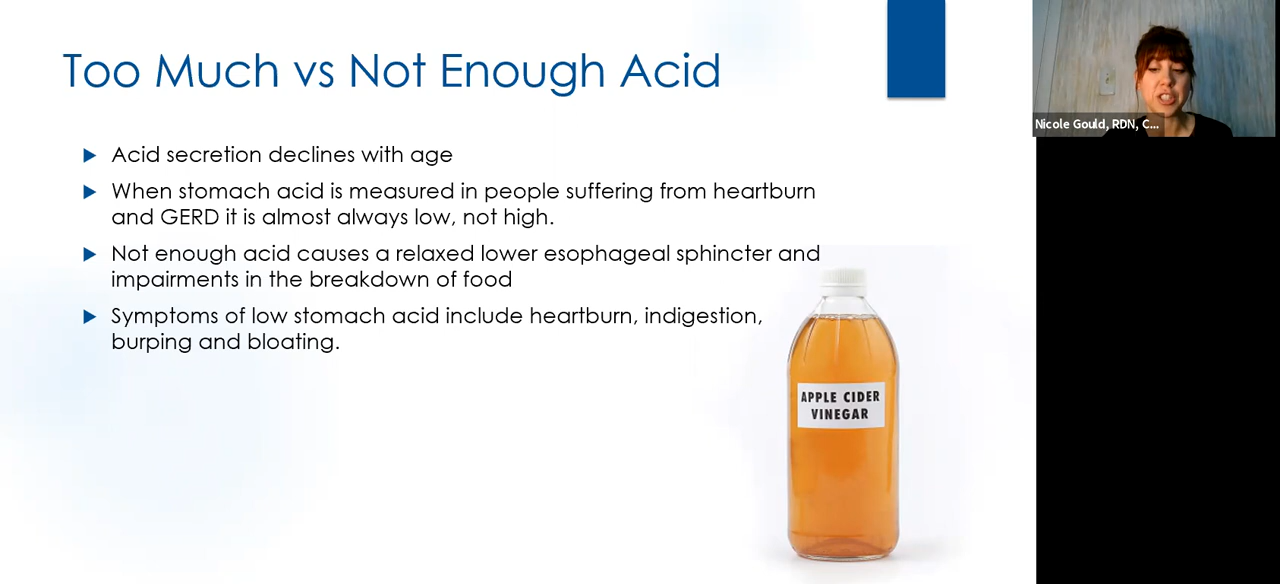 Too Much vs Not Enough Acid
Acid secretion declines with age
When stomach acid is measured in people suffering from heartburn
and GERD it is almost always low, not high.
Not enough acid causes a relaxed lower esophageal sphincter and
impairments in the breakdown of food
Symptoms of low stomach acid include heartburn, indigestion,
burping and bloating.
APPLE CIDER
VINEGAR
Nicole Gould, RDN, C...